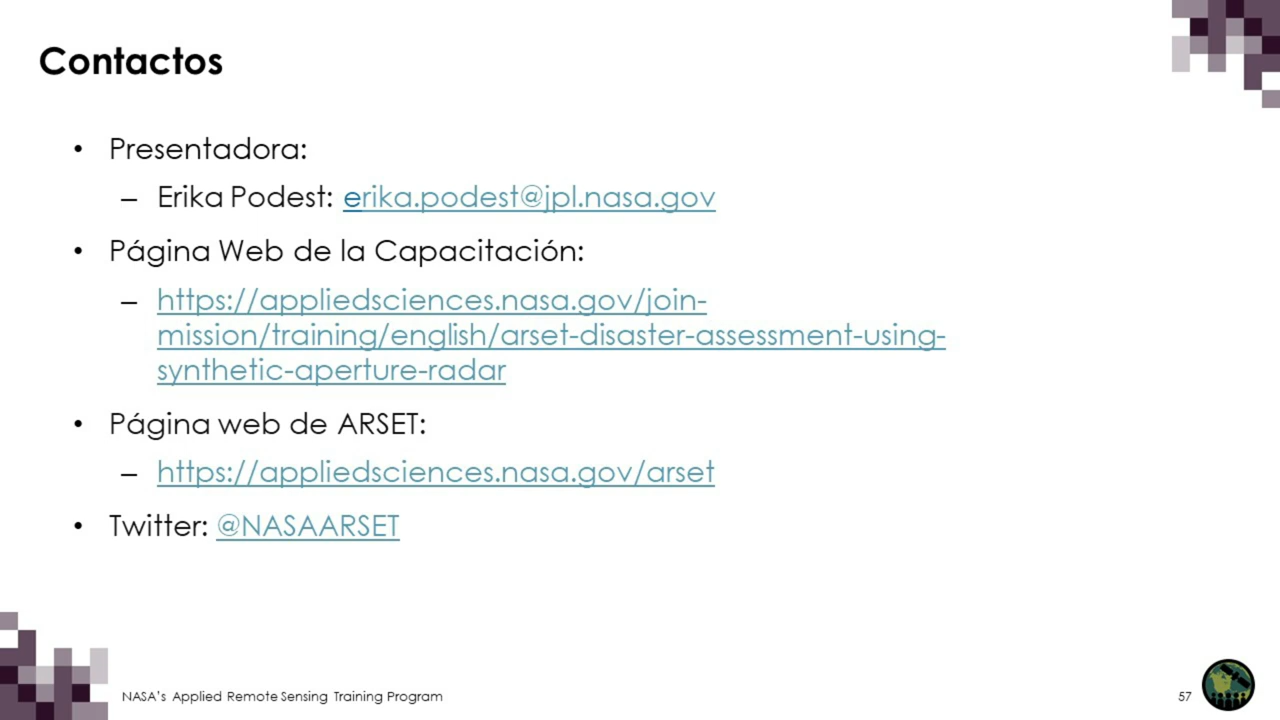 Contactos
• Presentadora:
– Erika Podest: erika.podest@jpl.nasa.gov
• Página Web de la Capacitación:
– https://appliedsciences.nasa.gov/join-
mission/training/english/arset-disaster-assessment-using-
synthetic-aperture-radar
• Página web de ARSET:
– https://appliedsciences.nasa.gov/arset
• Twitter: @NASAARSET
NASA's Applied Remote Sensing Training Program
57